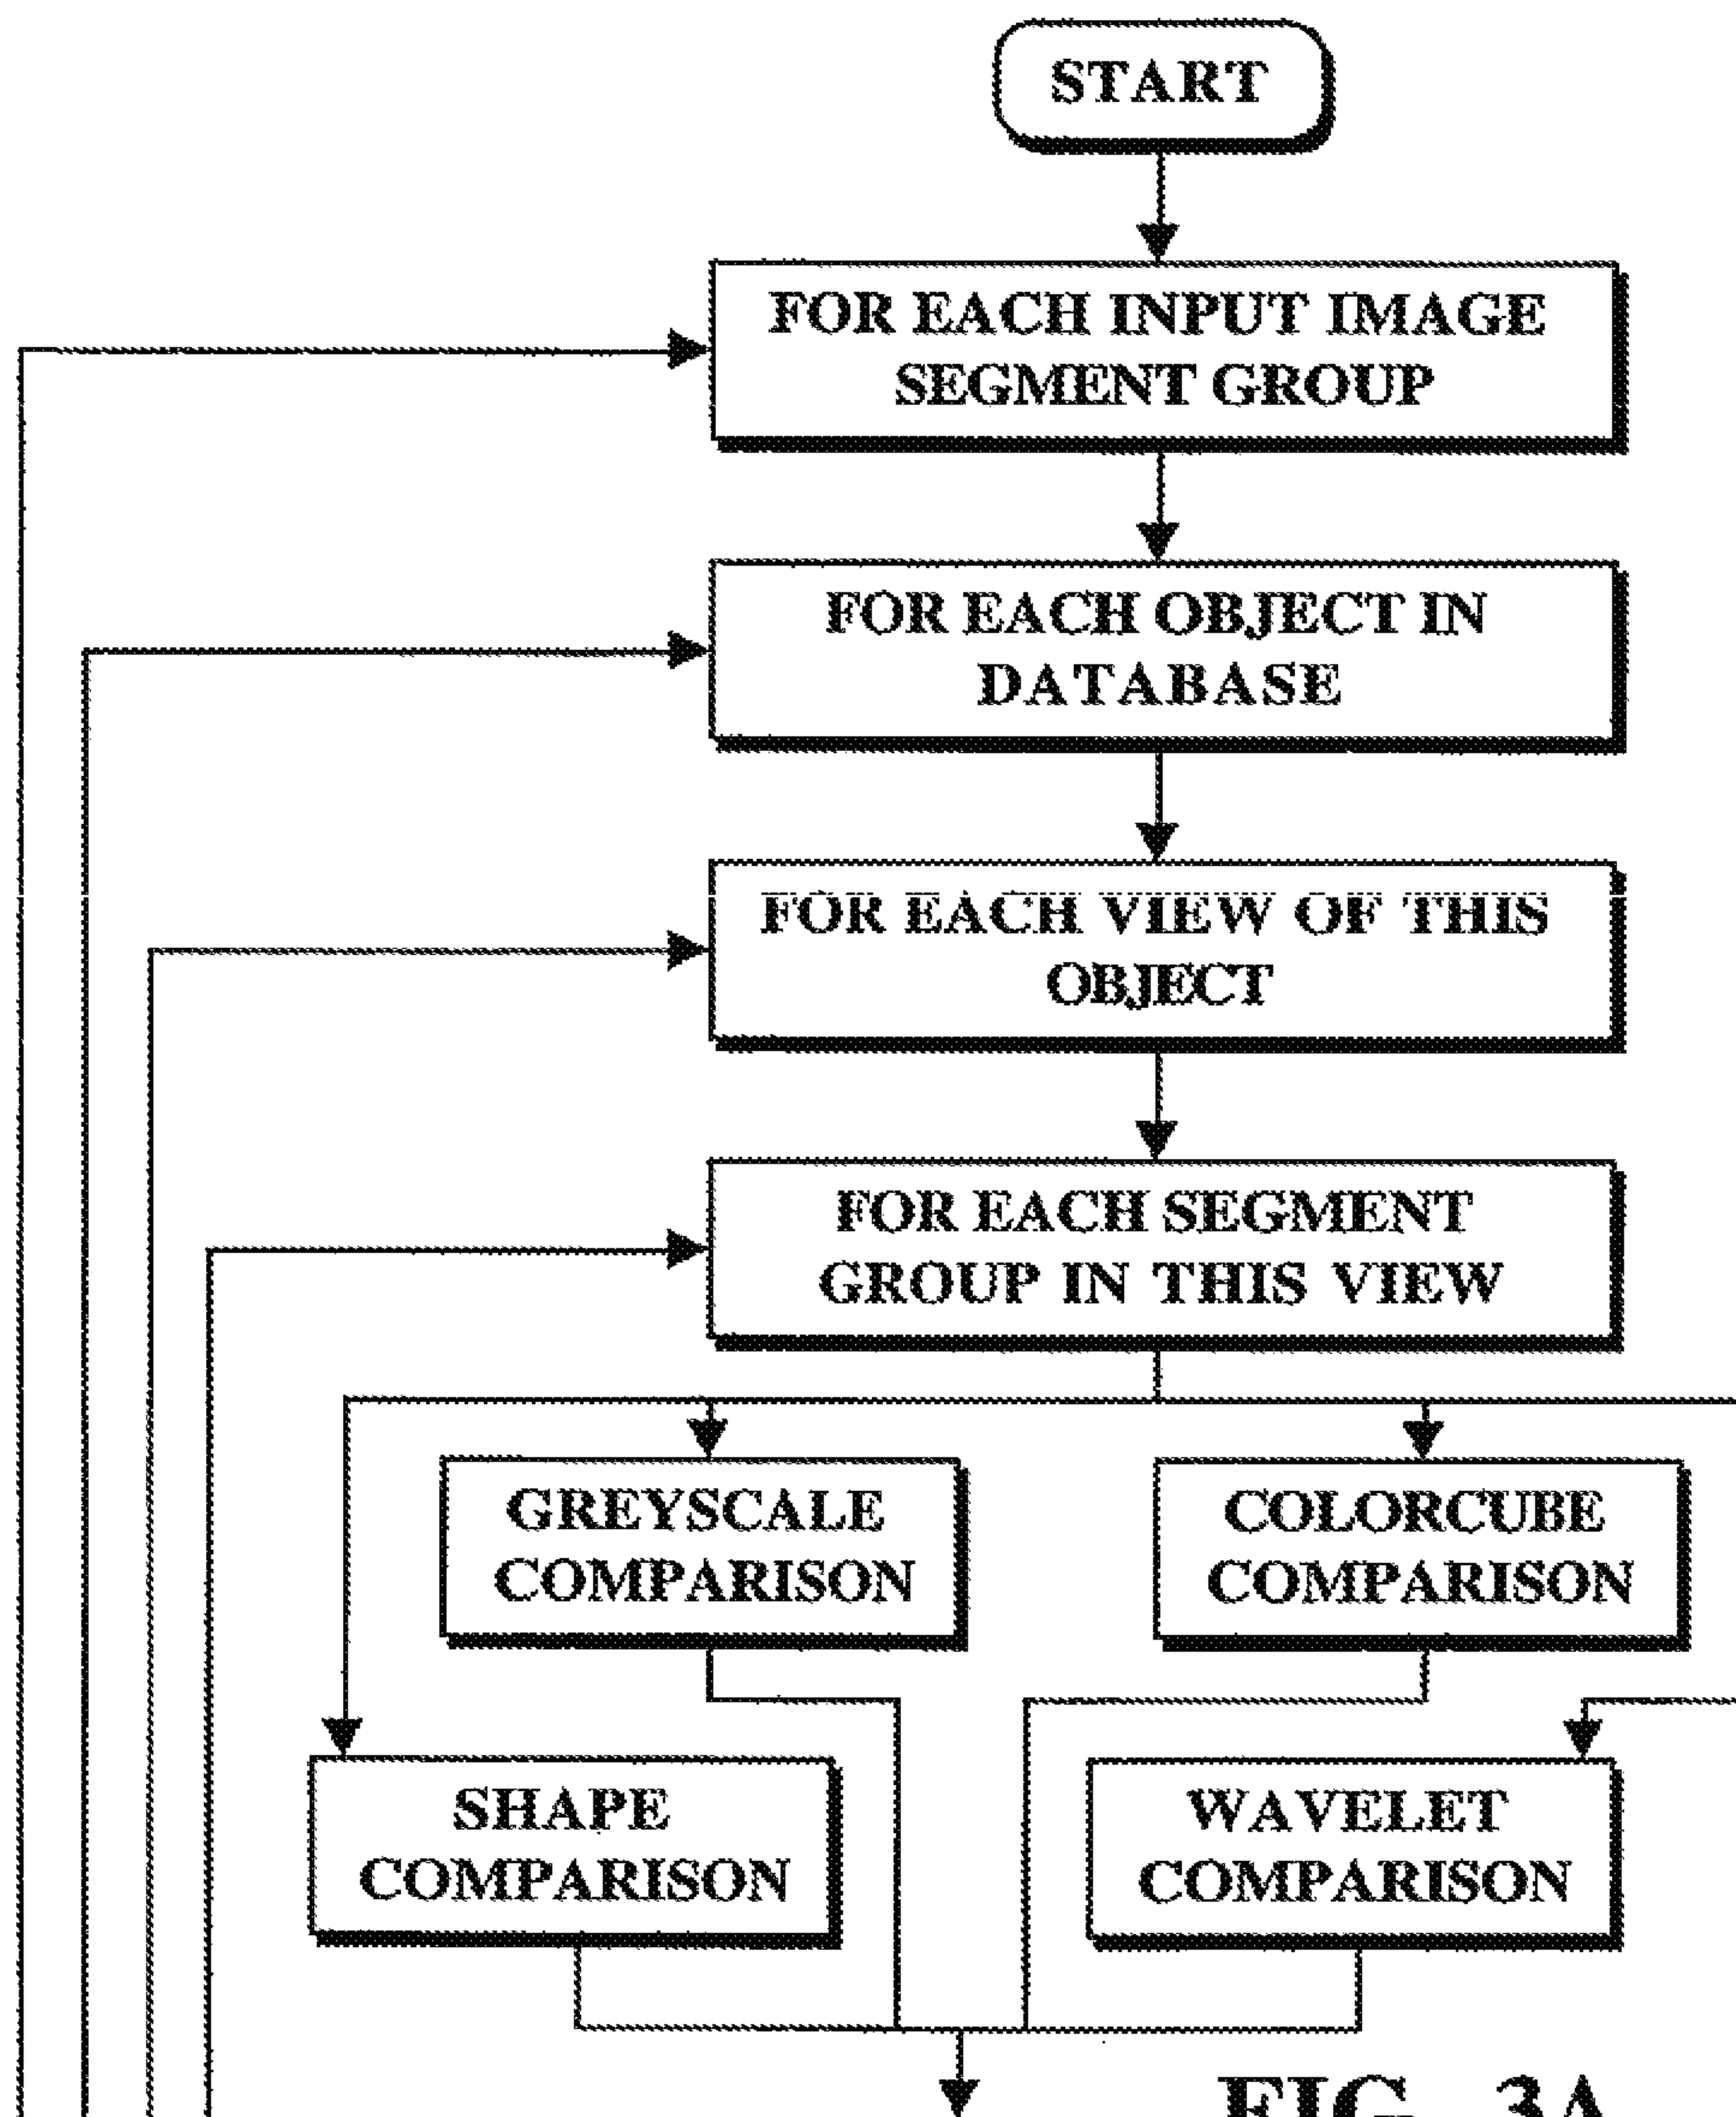 START
FOR EACH INPUT IMAGE
SEGMENT GROUP
FOR EACH OBJECT IN
DATABASE
FOR EACH VIEW OF THIS
OBJECT
FOR EACH SEGMENT
GROUP IN THIS VIEW
GREYSCALE
COMPARISON
COLORCUBE
COMPARISON
SHAPE
COMPARISON
WAVELET
COMPARISON
FIG. 3A